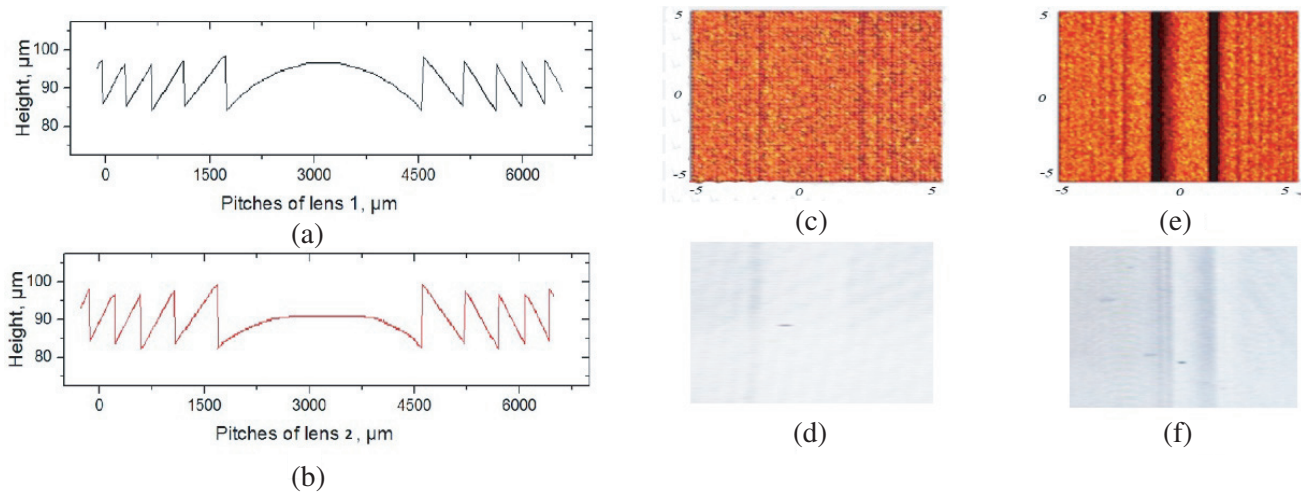 100
90
80
Height, µm
0 1500 3000 4500 6000
Pitches of lens 1, µm
(a)
100
90
80
Height, µm
0 1500 3000 4500 6000
Pitches of lens 2 , µm
(b)
5
0
-5
-5 0 5
(c)
(d)
5
0
-5
-5 0 5
(e)
(f)